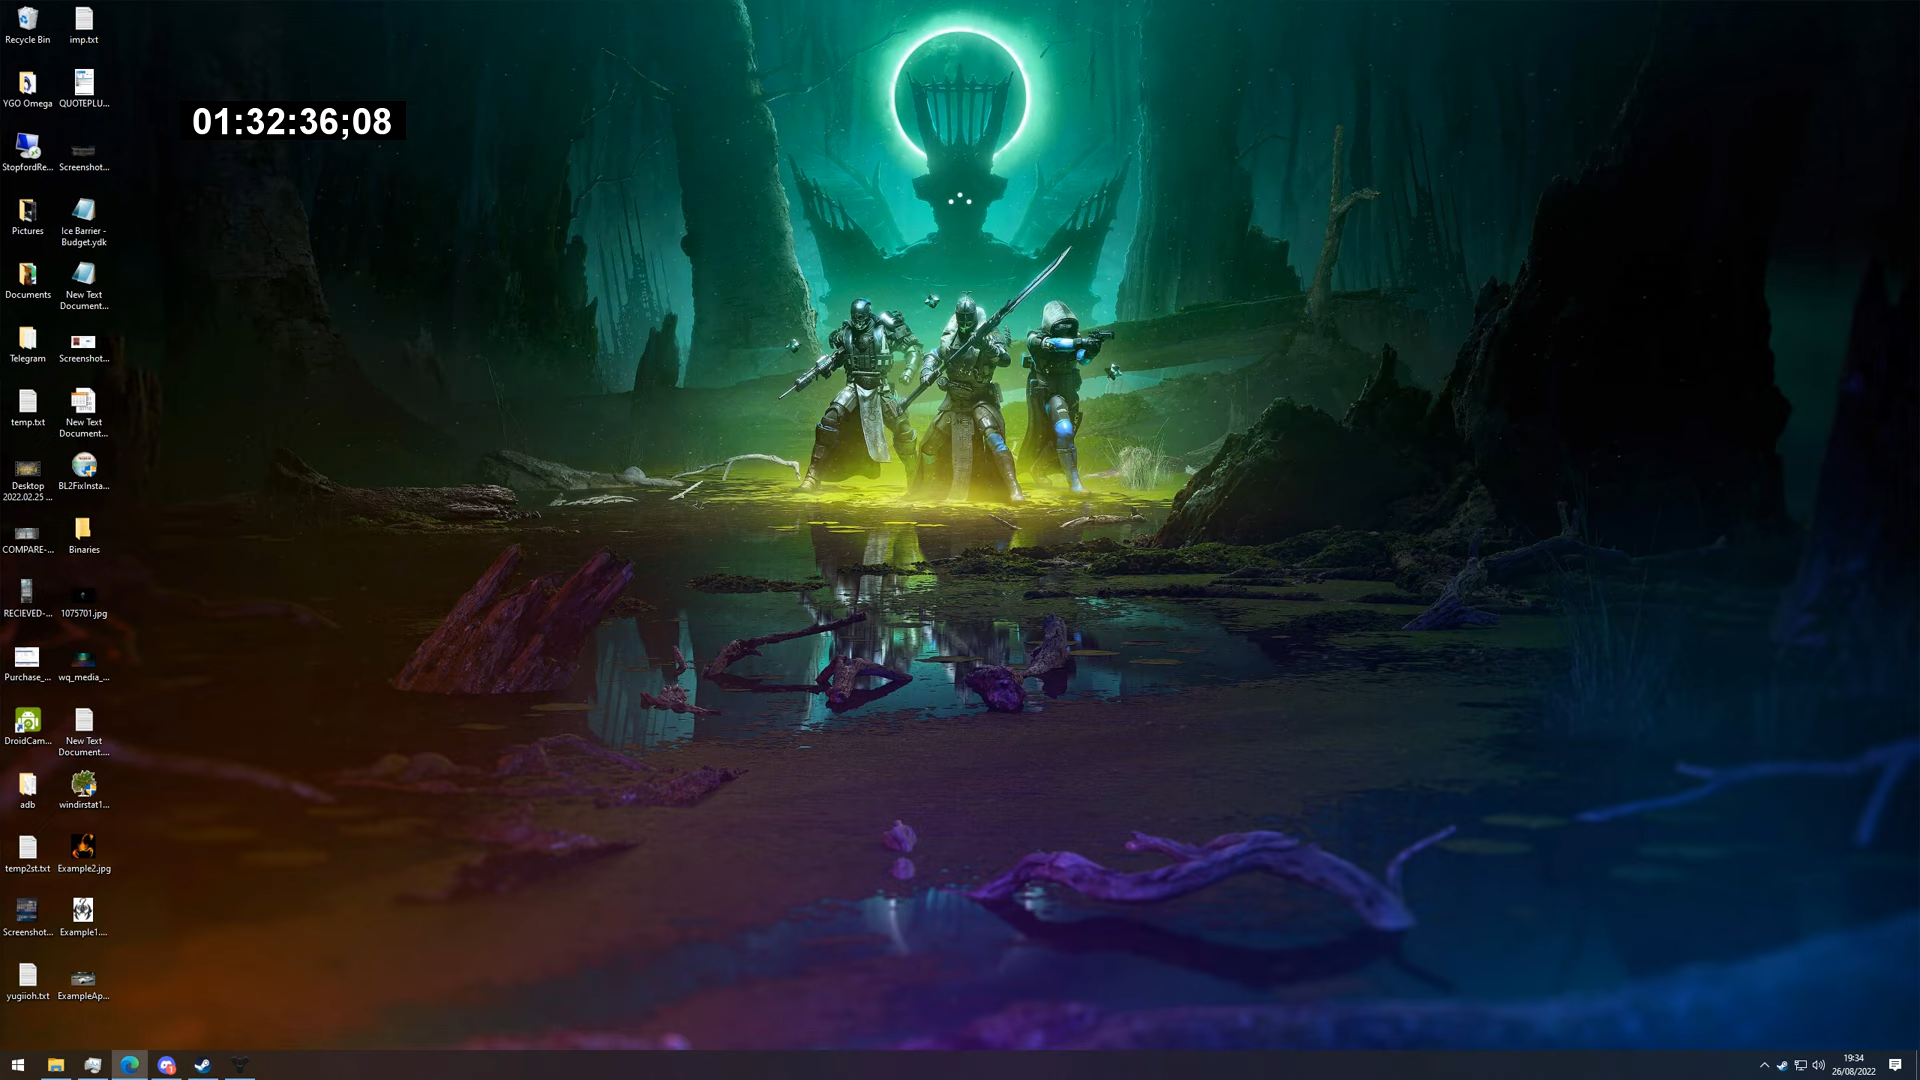 Recycle Bin
imp.txt
YGO Omega
QUOTEPLU...
01:32:36;08
StopfordRe...
Screenshot...
Pictures
Ice Barrier -
Budget.ydk
Documents
New Text
Document...
Telegram
Screenshot...
temp.txt
New Text
Document...
Desktop
2022.02.25 ...
BL2FixInsta...
COMPARE-...
Binaries
RECIEVED-...
1075701.jpg
Purchase_...
wq_media_...
DroidCam...
New Text
Document....
adb
windirstat1...
temp2st.txt
Example2.jpg
Screenshot...
Example1....
yugiioh.txt
ExampleAp...
1
19:34
26/08/2022